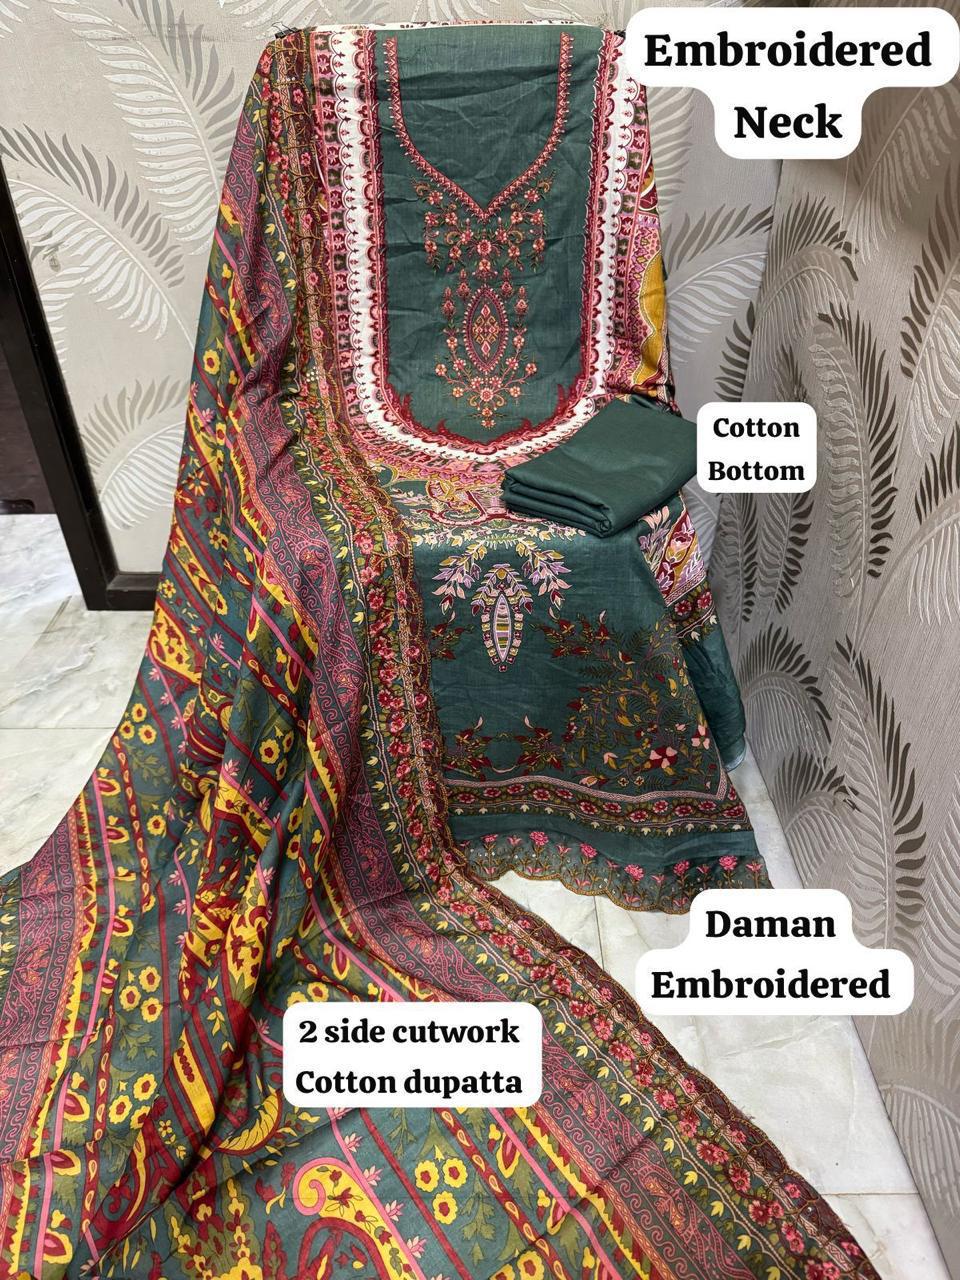 Embroidered
Neck
Cotton
Bottom
Daman
Embroidered
2 side cutwork
Cotton dupatta